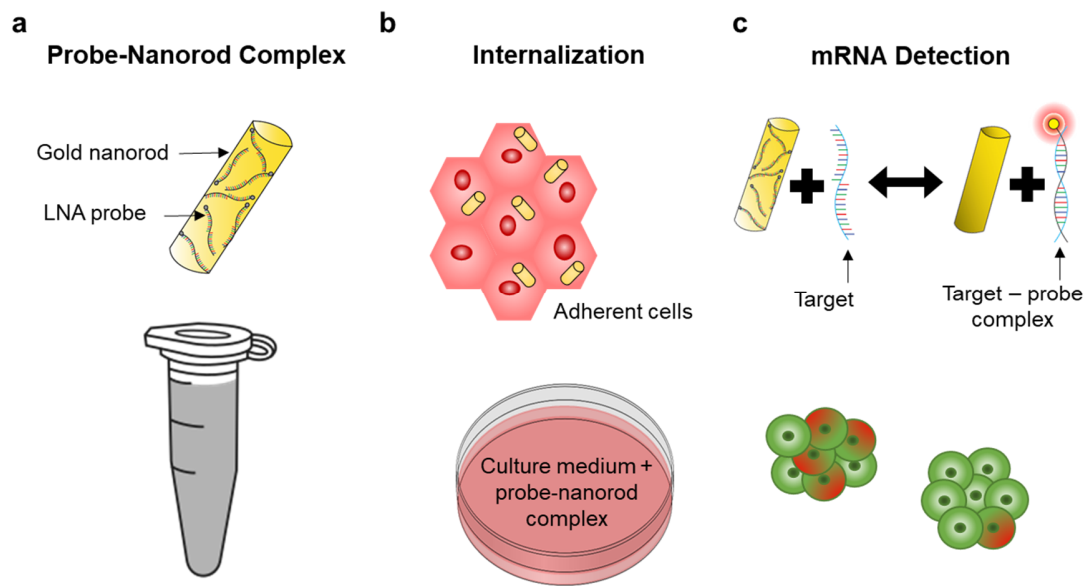 a
Probe-Nanorod Complex
Gold nanorod
LNA probe
b
Internalization
Adherent cells
Culture medium +
probe-nanorod
complex
c
mRNA Detection
Target
Target – probe
complex